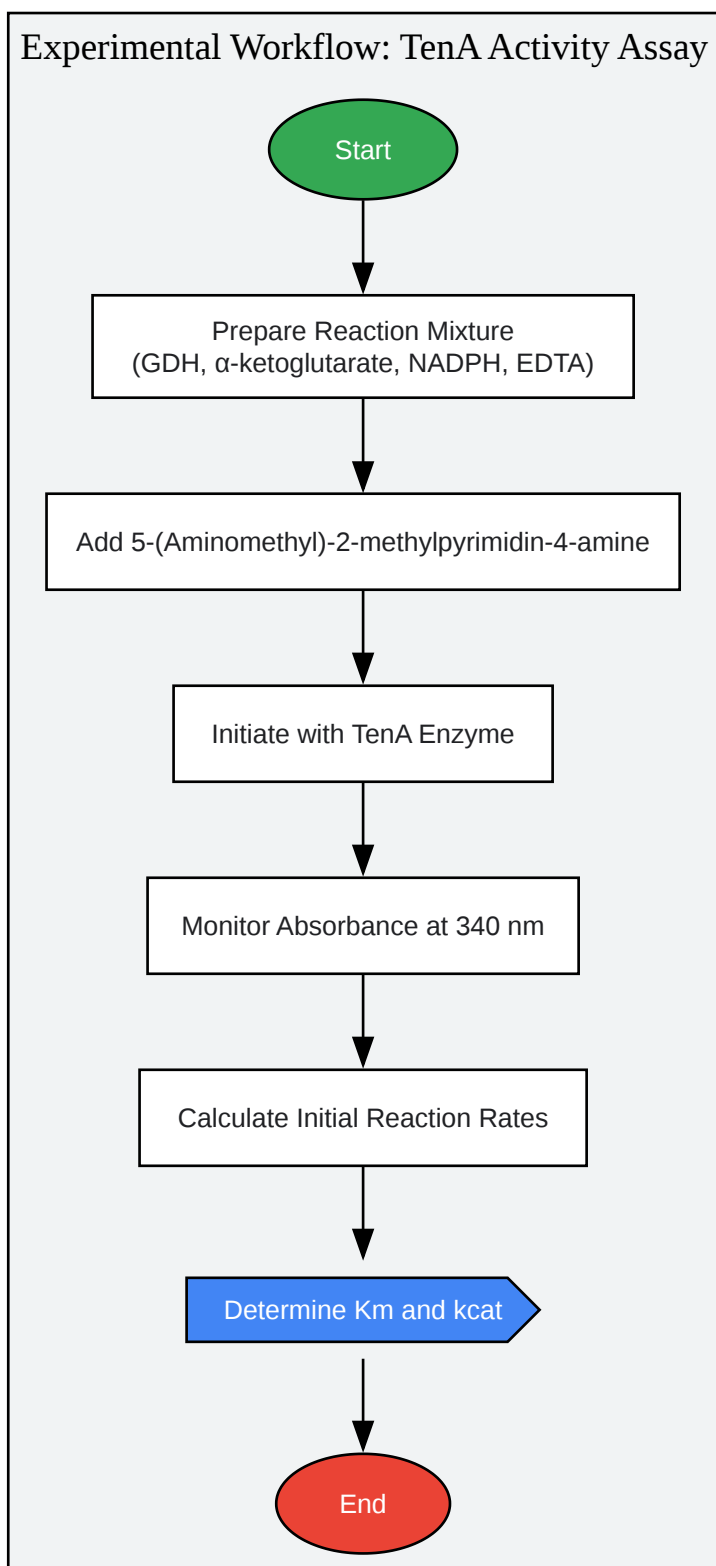 Experimental Workflow: TenA Activity Assay
Start
Prepare Reaction Mixture
(GDH, α-ketoglutarate, NADPH, EDTA)
Add 5-(Aminomethyl)-2-methylpyrimidin-4-amine
Initiate with TenA Enzyme
Monitor Absorbance at 340 nm
Calculate Initial Reaction Rates
Determine Km and kcat
End